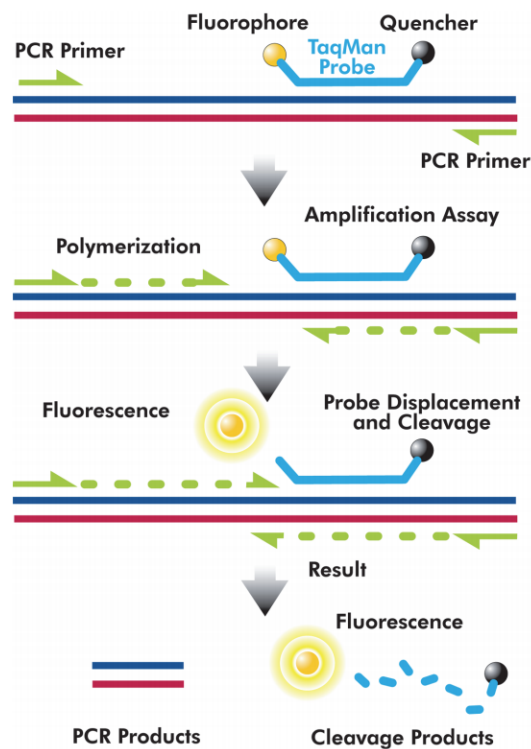 Fluorophore
Quencher
PCR Primer
TaqMan
Probe
PCR Primer
Amplification Assay
Polymerization
Fluorescence
Probe Displacement
and Cleavage
Result
Fluorescence
PCR Products
Cleavage Products